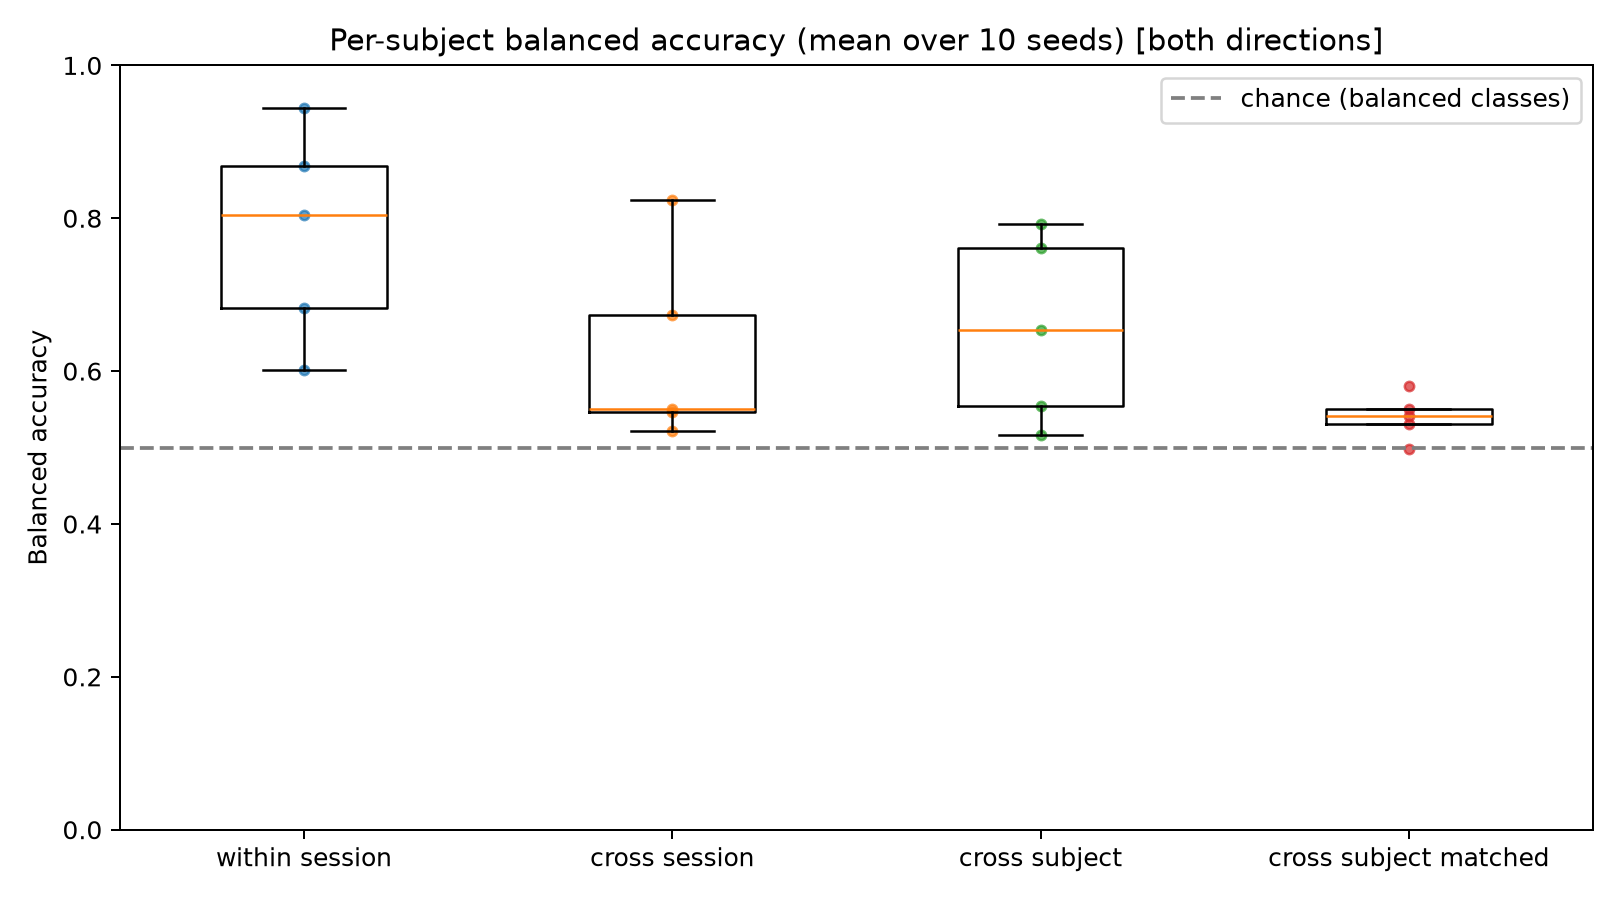 Per-subject balanced accuracy (mean over 10 seeds) [both directions]
chance (balanced classes)
Balanced accuracy
1.0
0.8
0.6
0.4
0.2
0.0
within session
cross session
cross subject
cross subject matched